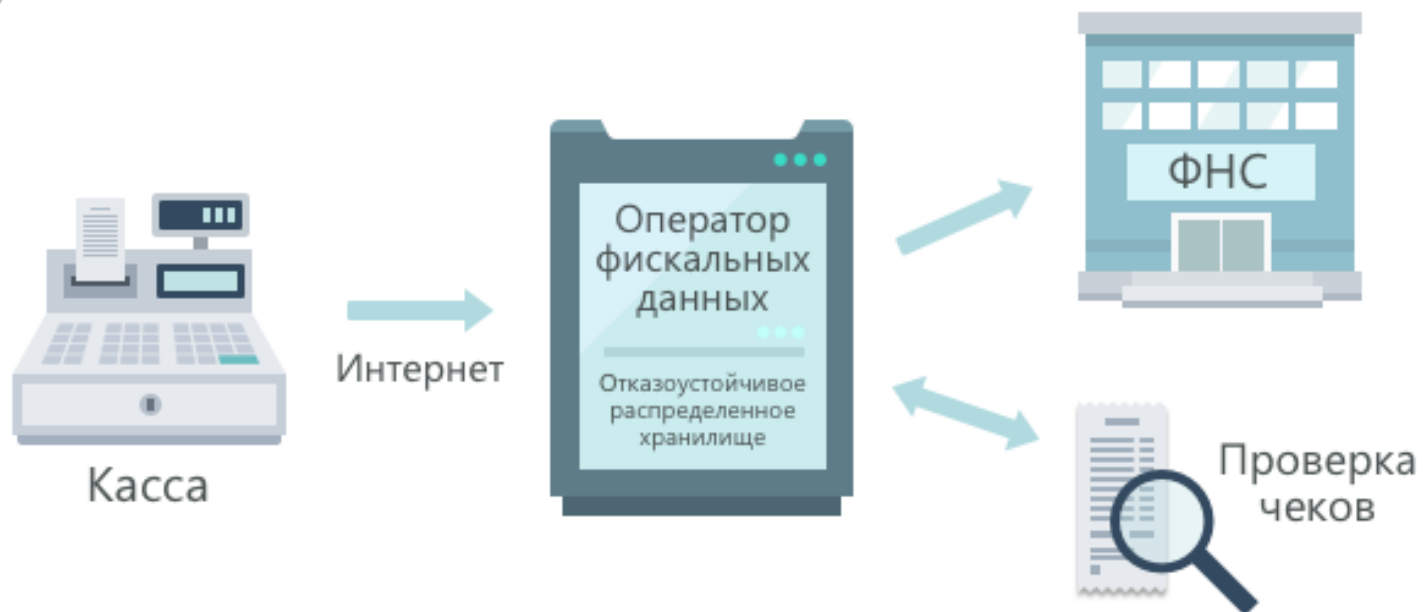 Касса
Интернет
Оператор
фискальных
данных
Отказоустойчивое
распределенное
хранилище
ФНС
Проверка
чеков